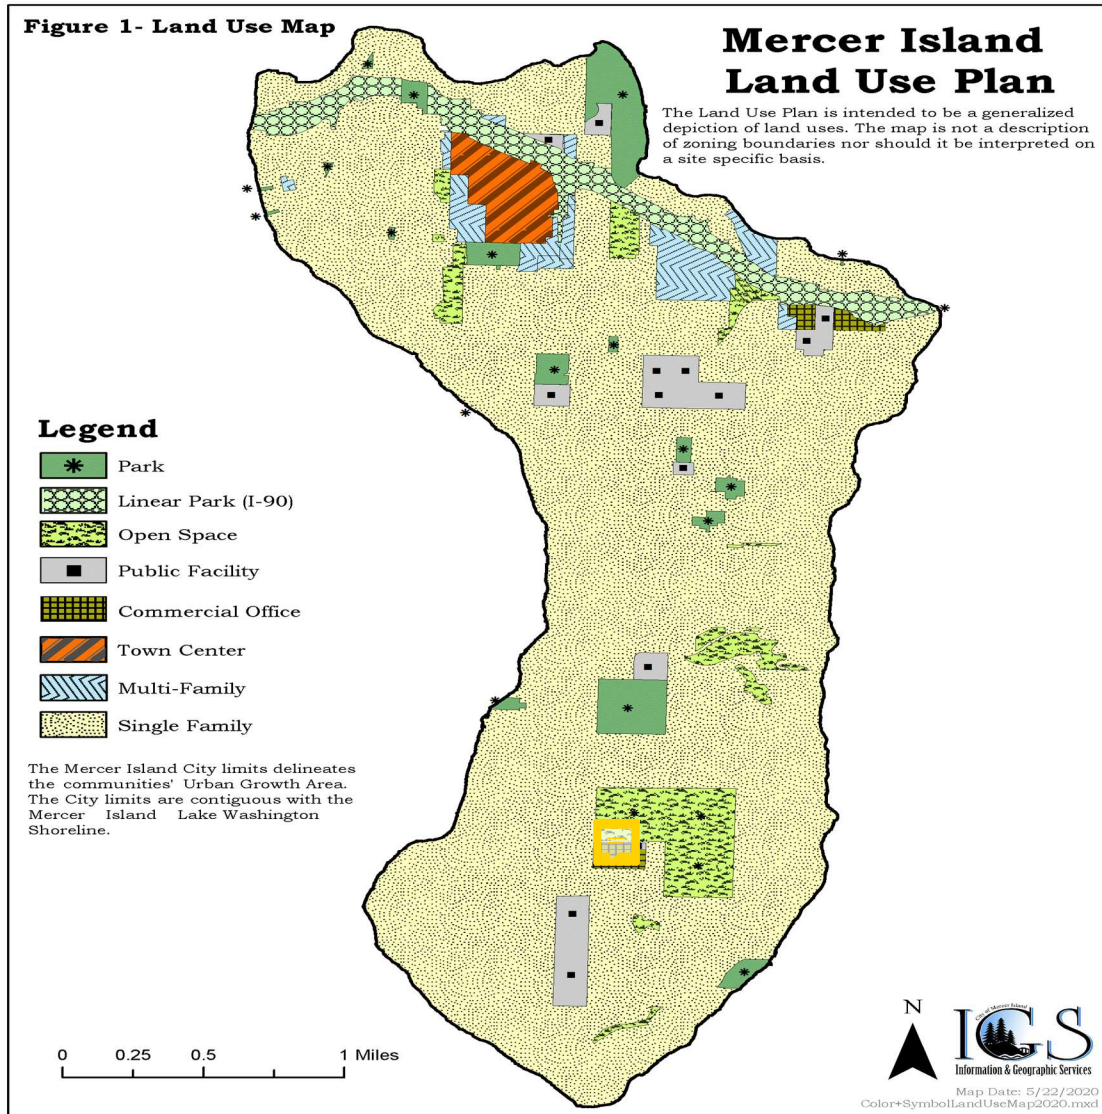 Figure 1- Land Use Map
Mercer Island
Land Use Plan
The Land Use Plan is intended to be a generalized
depiction of land uses. The map is not a description
of zoning boundaries nor should it be interpreted on
a site specific basis.
Legend
Park
Linear Park (I-90)
Open Space
Public Facility
Commercial Office
Town Center
Multi-Family
Single Family
The Mercer Island City limits delineates
the communities' Urban Growth Area.
The City limits are contiguous with the
Mercer Island Lake Washington
Shoreline.
0 0.25 0.5 1 Miles
N
City of Mercer Island
IGS
Information & Geographic Services
Map Date: 5/22/2020
Color+SymbolLandUseMap2020.mxd